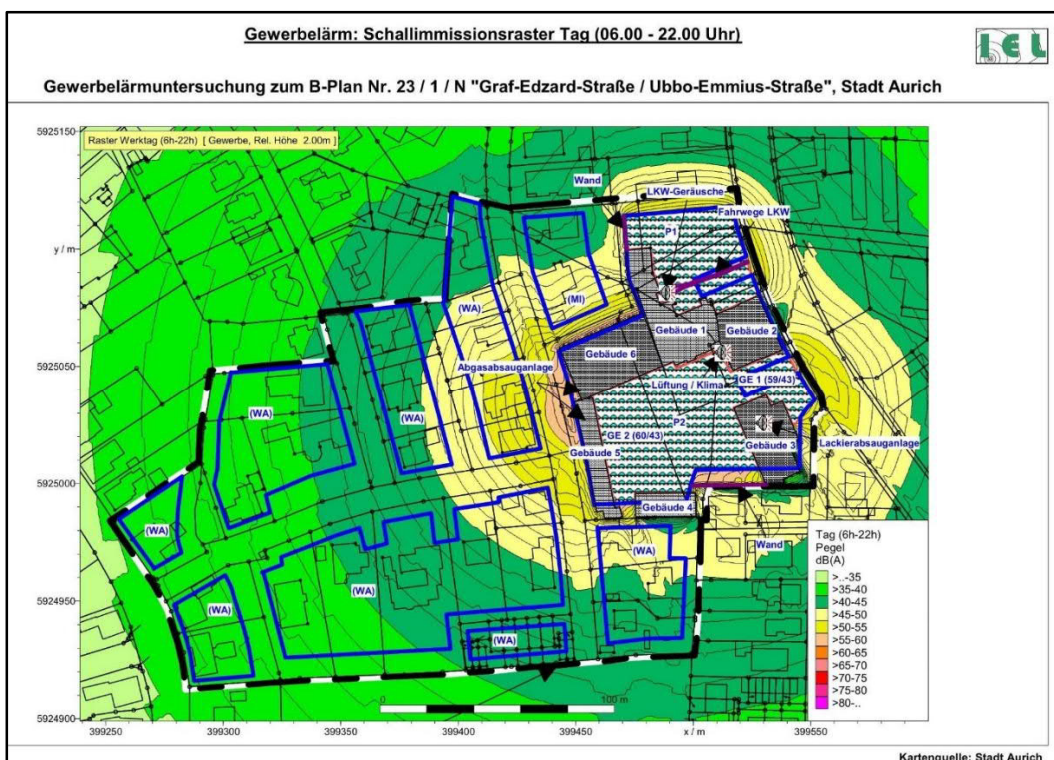 Gewerbelärm: Schallimmissionsraster Tag (06.00 - 22.00 Uhr)
IEL
Gewerbelärmuntersuchung zum B-Plan Nr. 23 / 1 / N "Graf-Edzard-Straße / Ubbo-Emmius-Straße", Stadt Aurich
5925150
Raster Werktag (6h-22h) [ Gewerbe, Rel. Höhe 2.00m ]
Wand
LKW-Geräusche
Fahrwege LKW
P1
y / m
(WA)
(MI)
Gebäude 1
Gebäude 2
Gebäude 6
5925050
Abgasabsauganlage
Lüftung / Klima
GE 1 (59/43)
(WA)
(WA)
P2
GE 2 (60/43)
Gebäude 3
Lackierabsauganlage
Gebäude 5
5925000
Gebäude 4
(WA)
(WA)
Wand
Tag (6h-22h)
Pegel
dB(A)
>..-35
>35-40
>40-45
>45-50
>50-55
>55-60
>60-65
>65-70
>70-75
>75-80
>80-..
5924950
(WA)
(WA)
(WA)
0
100 m
5924900
399250
399300
399350
399400
399450
x / m
399550
Kartenquelle: Stadt Aurich